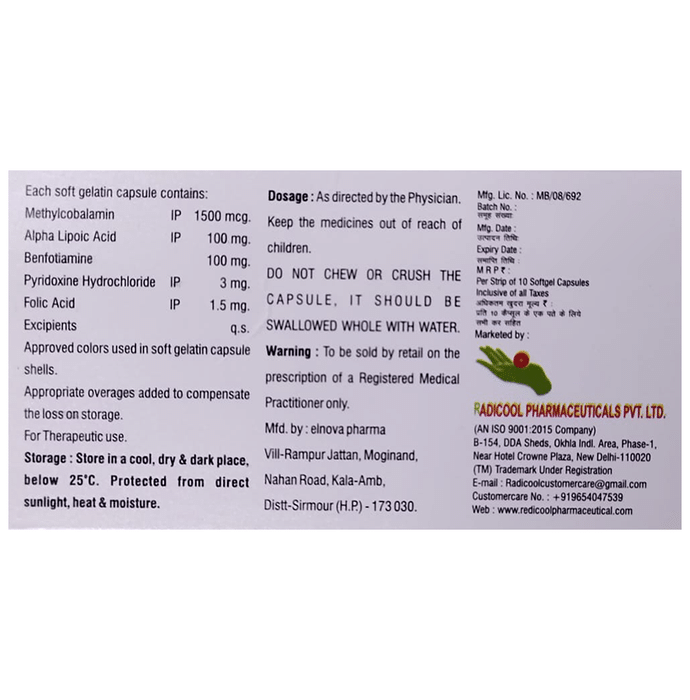 Each soft gelatin capsule contains:
Methylcobalamin IP 1500 mcg.
Alpha Lipoic Acid IP 100 mg.
Benfotiamine 100 mg.
Pyridoxine Hydrochloride IP 3 mg.
Folic Acid IP 1.5 mg.
Excipients q.s.
Approved colors used in soft gelatin capsule
shells.
Appropriate overages added to compensate
the loss on storage.
For Therapeutic use.
Storage : Store in a cool, dry & dark place,
below 25°C. Protected from direct
sunlight, heat & moisture.
Dosage : As directed by the Physician.
Keep the medicines out of reach of
children.
DO NOT CHEW OR CRUSH THE
CAPSULE, IT SHOULD BE
SWALLOWED WHOLE WITH WATER.
Warning : To be sold by retail on the
prescription of a Registered Medical
Practitioner only.
Mfd. by : elnova pharma
Vill-Rampur Jattan, Moginand,
Nahan Road, Kala-Amb,
Distt-Sirmour (H.P.) - 173 030.
Mfg. Lic. No. : MB/08/692
Batch No. :
समूह संख्या:
Mfg. Date :
उत्पादन तिथि:
Expiry Date :
समाप्ति तिथि :
M R P ₹ :
Per Strip of 10 Softgel Capsules
Inclusive of all Taxes
अधिकतम खुदरा मूल्य ₹ :
प्रति 10 कैप्सूल के एक पत्ते के लिये
सभी कर सहित
Marketed by :
RADICOOL PHARMACEUTICALS PVT. LTD.
(AN ISO 9001:2015 Company)
B-154, DDA Sheds, Okhla Indl. Area, Phase-1,
Near Hotel Crowne Plaza, New Delhi-110020
(TM) Trademark Under Registration
E-mail : Radicoolcustomercare@gmail.com
Customercare No. : +919654047539
Web : www.redicoolpharmaceutical.com